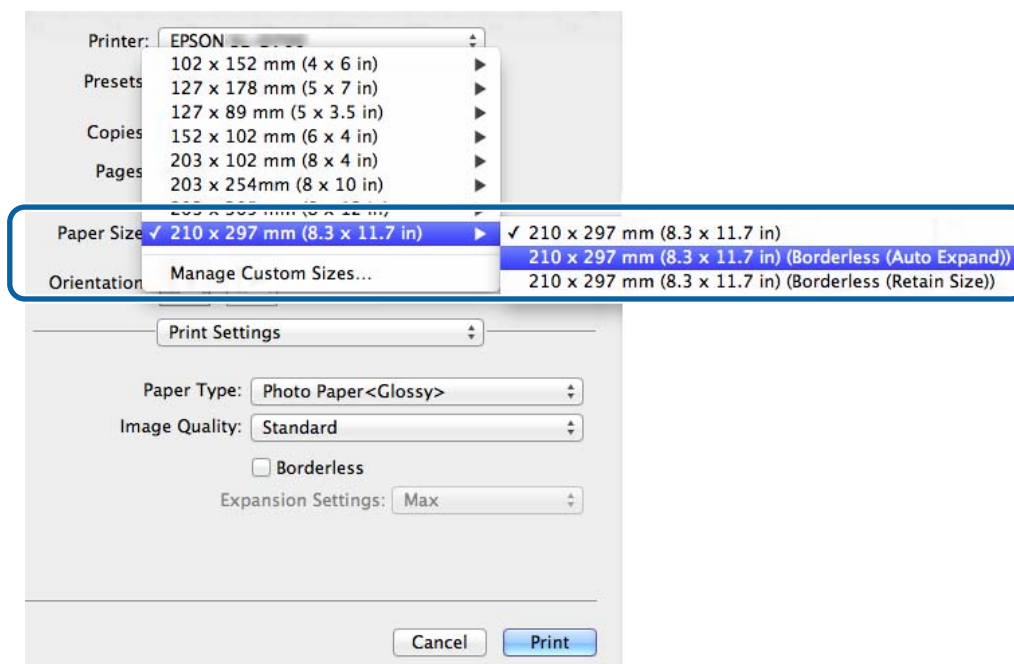 Printer: EPSON
102 x 152 mm (4 x 6 in)
Presets
127 x 178 mm (5 x 7 in)
127 x 89 mm (5 x 3.5 in)
Copies
152 x 102 mm (6 x 4 in)
203 x 102 mm (8 x 4 in)
Pages
203 x 254mm (8 x 10 in)
Paper Size ✓ 210 x 297 mm (8.3 x 11.7 in) ✓ 210 x 297 mm (8.3 x 11.7 in)
210 x 297 mm (8.3 x 11.7 in) (Borderless (Auto Expand))
Manage Custom Sizes...
210 x 297 mm (8.3 x 11.7 in) (Borderless (Retain Size))
Orientation
Print Settings
Paper Type: Photo Paper<Glossy>
Image Quality: Standard
Borderless
Expansion Settings: Max
Cancel Print